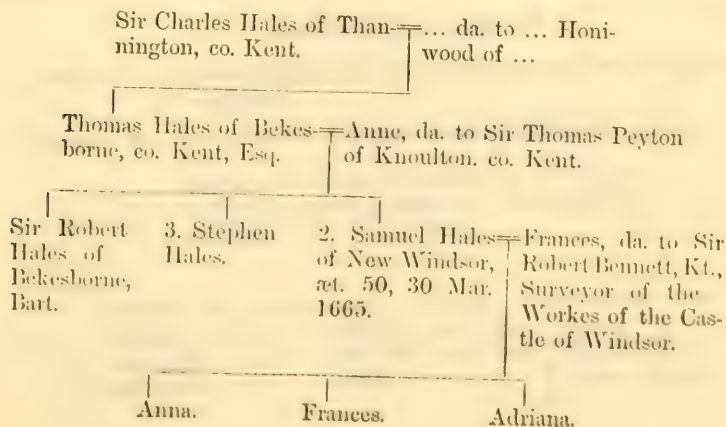 Sir Charles Hales of Than-
nington, co. Kent.
... da. to ... Honi-
wood of ...
Thomas Hales of Bekes-
borne, co. Kent, Esq.
Anne, da. to Sir Thomas Peyton
of Knoulton. co. Kent.
Sir Robert
Hales of
Bekesborne,
Bart.
3. Stephen
Hales.
2. Samuel Hales
of New Windsor,
æt. 50, 30 Mar.
1665.
Frances, da. to Sir
Robert Bennett, Kt.,
Surveyor of the
Workes of the Cas-
tle of Windsor.
Anna.
Frances.
Adriana.